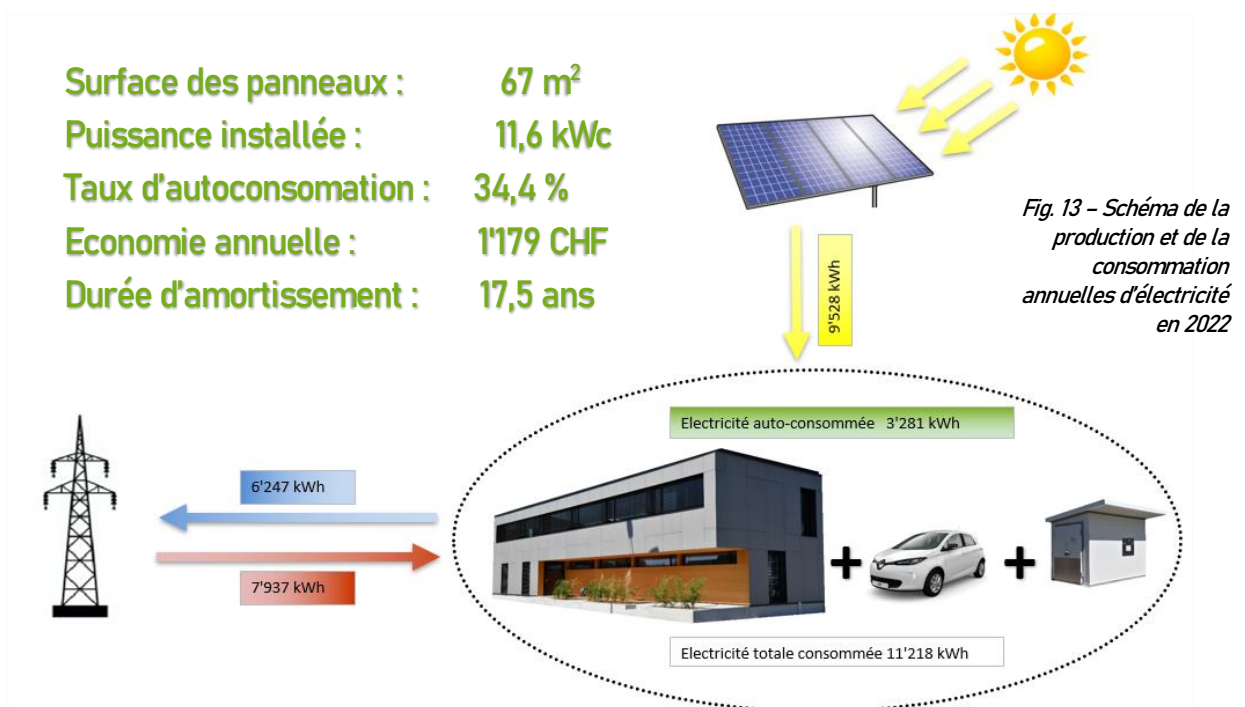 Surface des panneaux : 67 m²
Puissance installée : 11,6 kWc
Taux d'autoconsomation : 34,4 %
Economie annuelle : 1'179 CHF
Durée d'amortissement : 17,5 ans
Fig. 13 – Schéma de la
production et de la
consommation
annuelles d'électricité
en 2022
9'528 kWh
Electricité auto-consommée 3'281 kWh
6'247 kWh
7'937 kWh
Electricité totale consommée 11'218 kWh